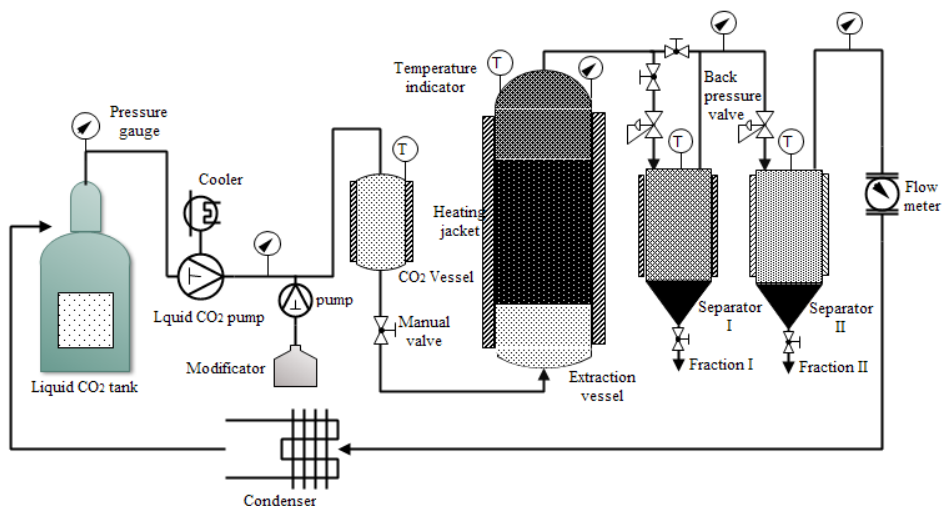 Pressure
gauge
Cooler
Lquid CO2 pump
Liquid CO2 tank
pump
Modificator
T
CO2 Vessel
Manual
valve
Temperature
indicator
T
Heating
jacket
Extraction
vessel
Back
pressure
valve
T
Separator
I
Fraction I
T
Separator
II
Fraction II
Flow
meter
Condenser